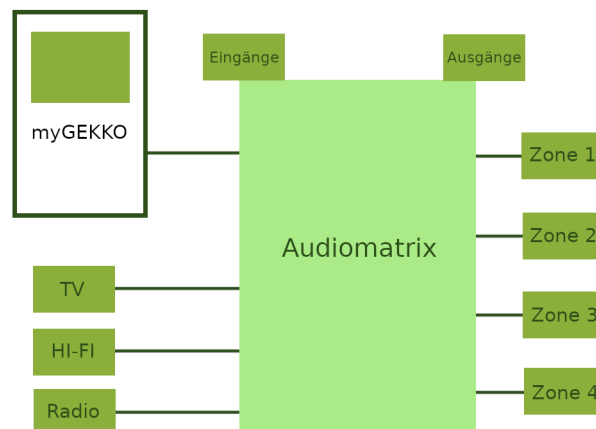 Eingänge
Ausgänge
myGEKKO
Zone 1
Zone 2
Audiomatrix
TV
Zone 3
HI-FI
Zone 4
Radio